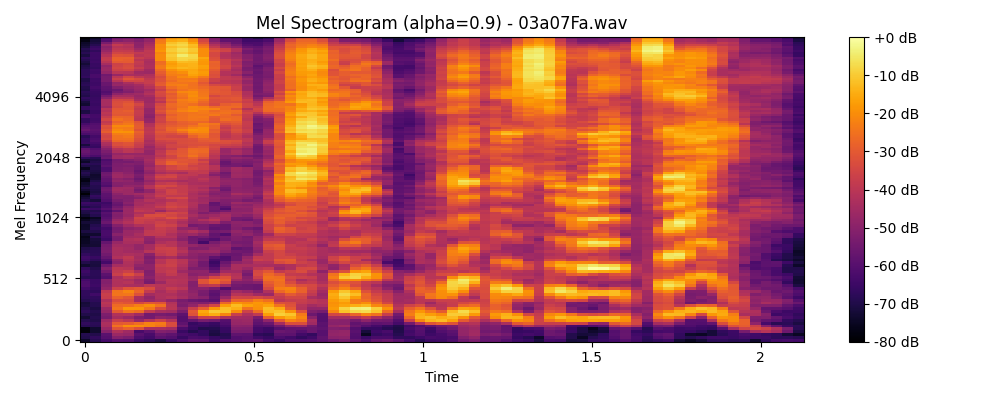 Mel Spectrogram (alpha=0.9) - 03a07Fa.wav
Mel Frequency
4096
2048
1024
512
0
0
0.5
1
1.5
2
Time
+0 dB
-10 dB
-20 dB
-30 dB
-40 dB
-50 dB
-60 dB
-70 dB
-80 dB